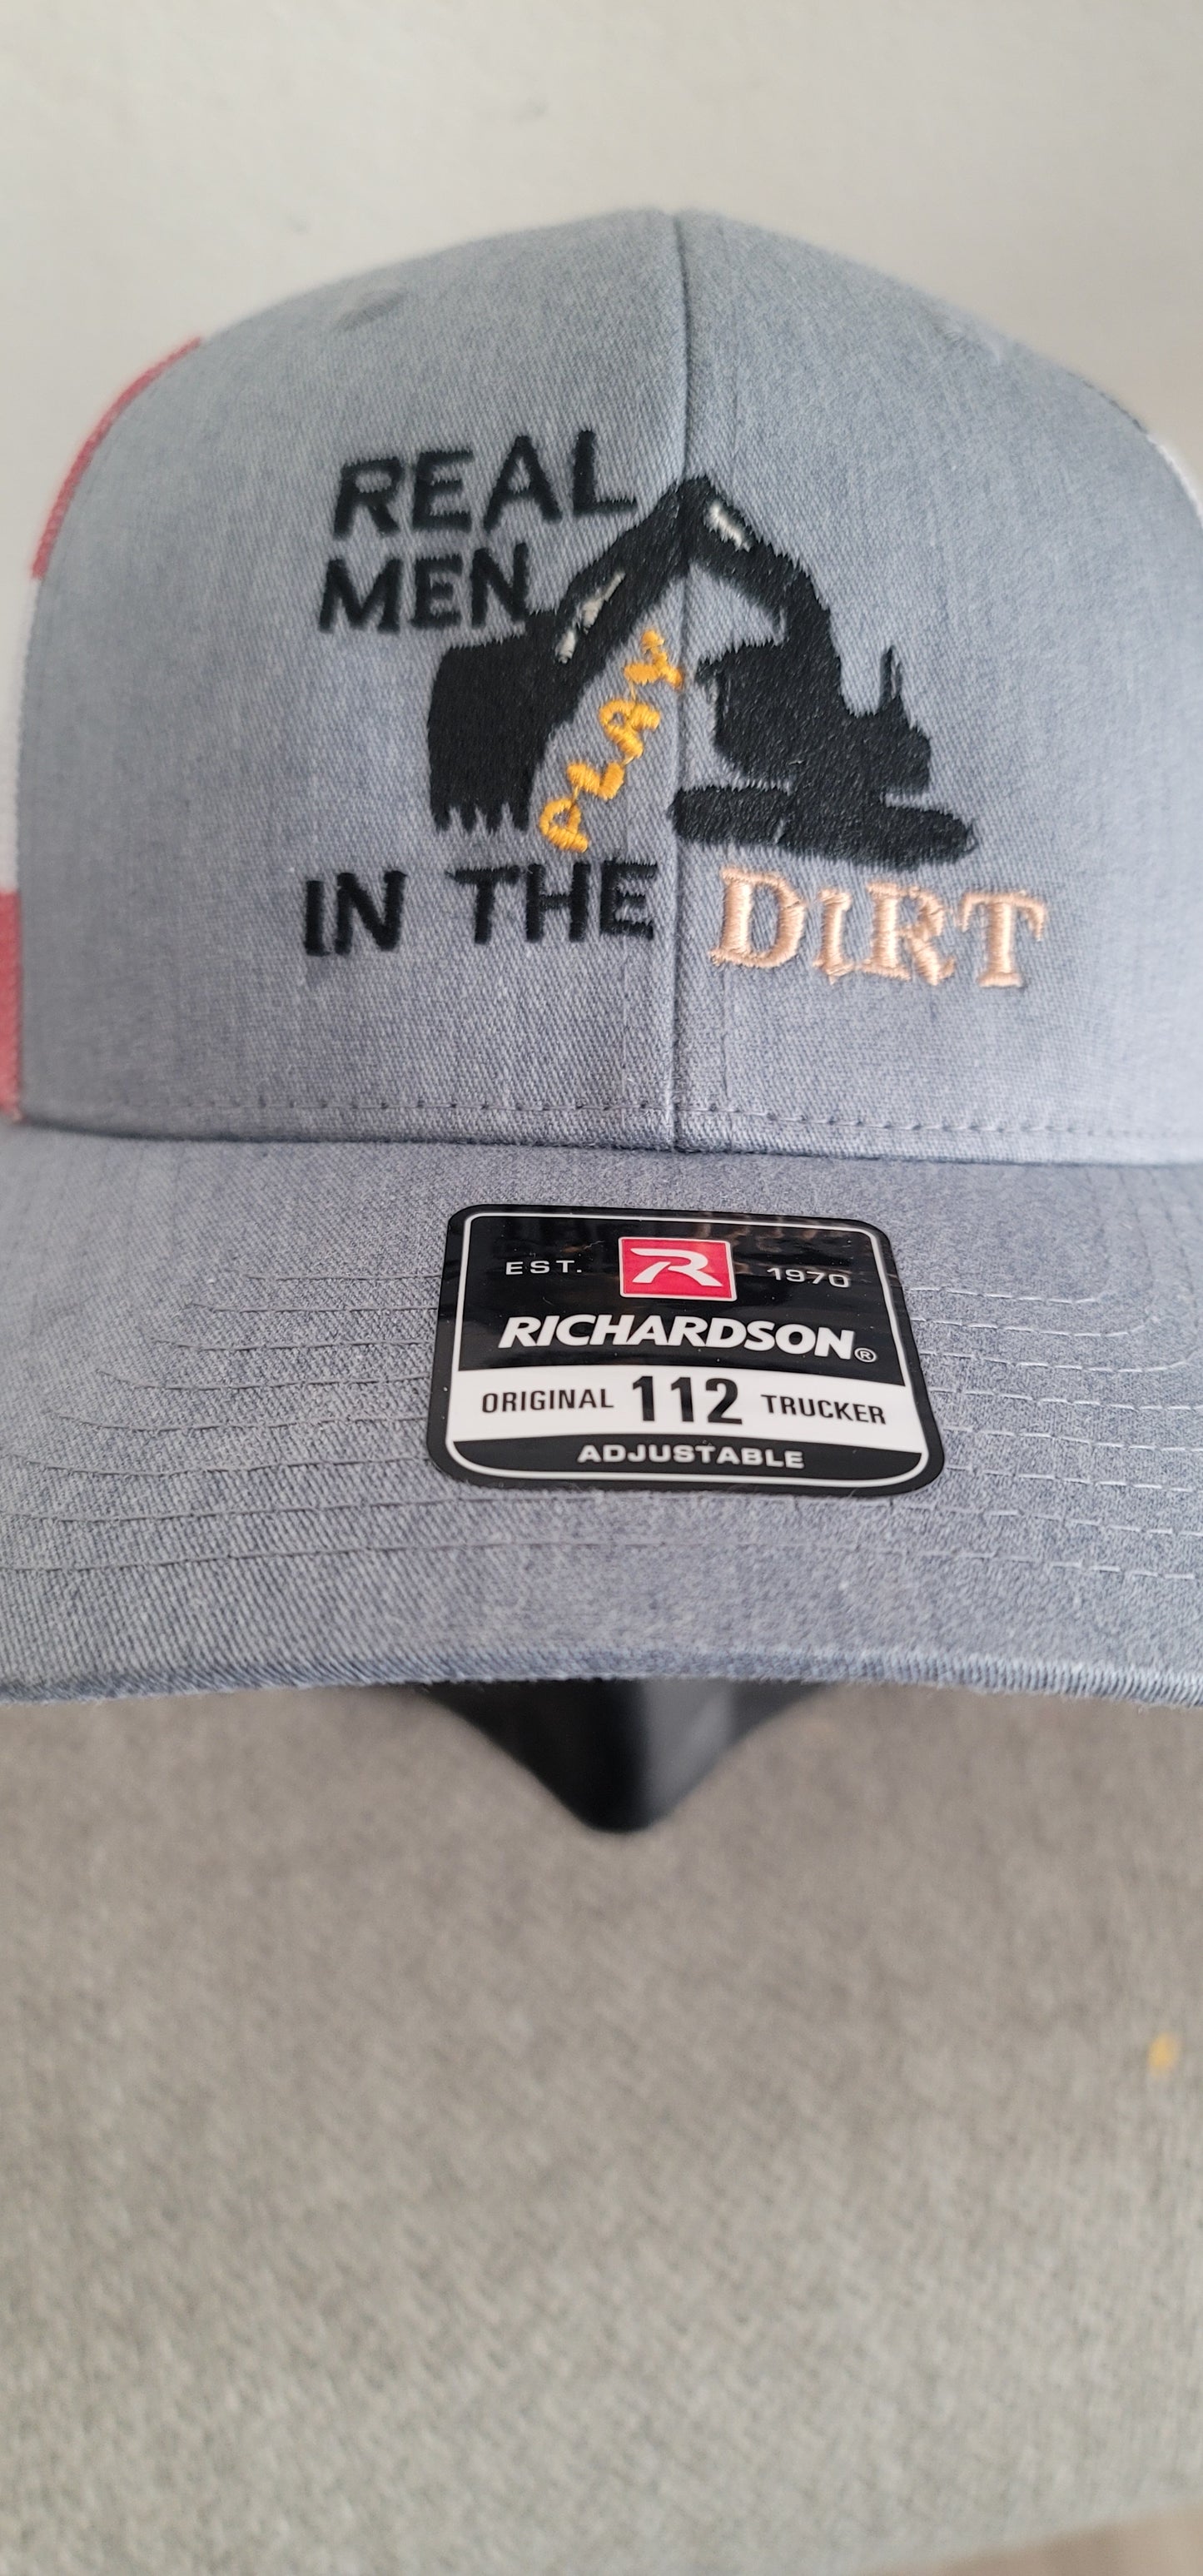 REAL
MEN
PLAY
IN THE DIRT
EST. R 1970
RICHARDSON®
ORIGINAL 112 TRUCKER
ADJUSTABLE